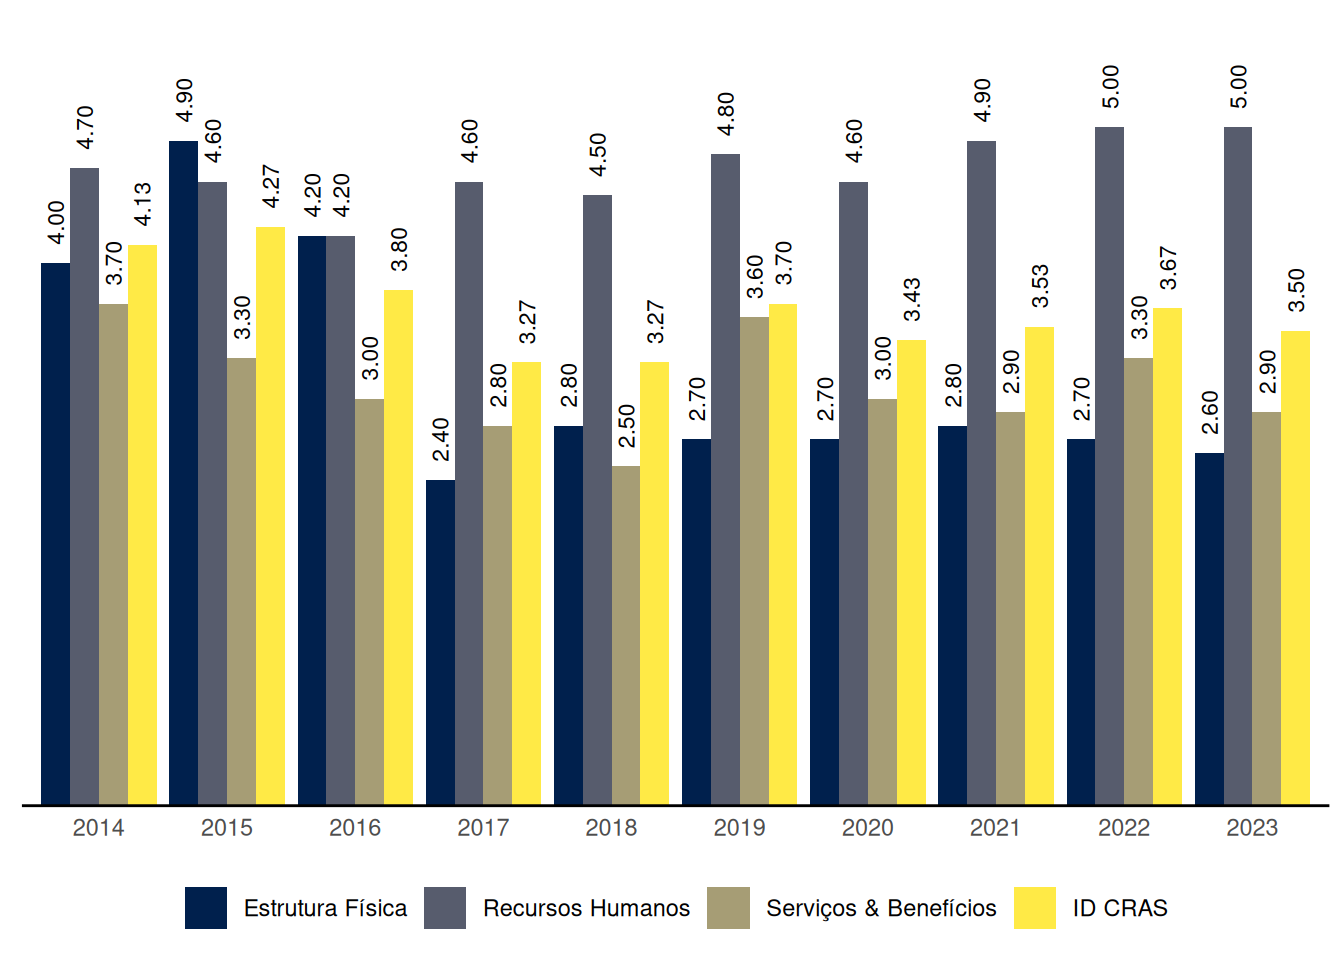 4.00 4.70 3.70 4.13
4.90 4.60 3.30 4.27
4.20 4.20 3.00 3.80
2.40 4.60 2.80 3.27
2.80 4.50 2.50 3.27
2.70 4.80 3.60 3.70
2.70 4.60 3.00 3.43
2.80 4.90 2.90 3.53
2.70 5.00 3.30 3.67
2.60 5.00 2.90 3.50
2014 2015 2016 2017 2018 2019 2020 2021 2022 2023
Estrutura Física Recursos Humanos Serviços & Benefícios ID CRAS